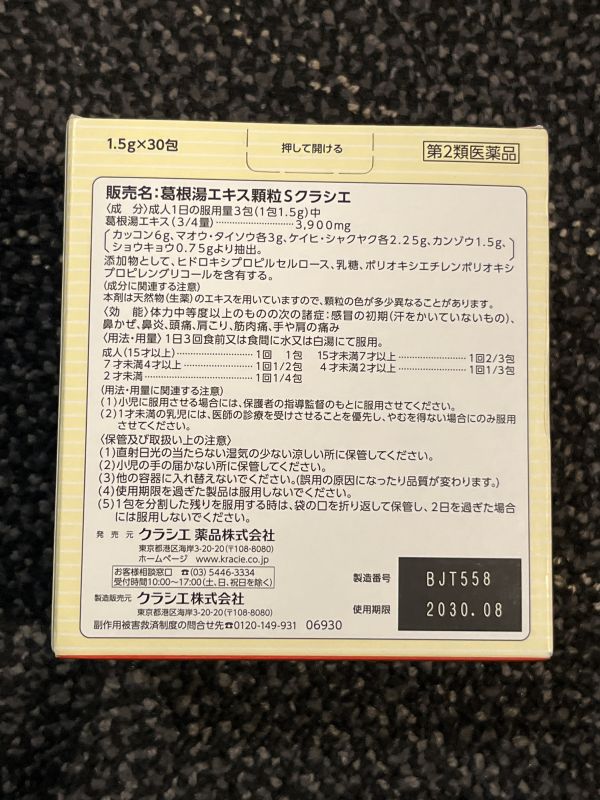 1.5g×30包
押して開ける
第2類医薬品
販売名:葛根湯エキス顆粒Sクラシエ
〈成 分〉成人1日の服用量3包(1包1.5g)中
葛根湯エキス(3/4量)……………………3,900mg
カッコン6g、マオウ・タイソウ各3g、ケイヒ・シャクヤク各2.25g、カンゾウ1.5g、
ショウキョウ0.75gより抽出。
添加物として、ヒドロキシプロピルセルロース、乳糖、ポリオキシエチレンポリオキシ
プロピレングリコールを含有する。
〈成分に関連する注意〉
本剤は天然物(生薬)のエキスを用いていますので、顆粒の色が多少異なることがあります。
〈効 能〉体力中等度以上のものの次の諸症:感冒の初期(汗をかいていないもの)、
鼻かぜ、鼻炎、頭痛、肩こり、筋肉痛、手や肩の痛み
〈用法・用量〉1日3回食前又は食間に水又は白湯にて服用。
成人(15才以上)……………………1回 1包 15才未満7才以上……………………1回2/3包
7才未満4才以上……………………1回1/2包 4才未満2才以上……………………1回1/3包
2才未満……………………1回1/4包
〈用法・用量に関連する注意〉
(1)小児に服用させる場合には、保護者の指導監督のもとに服用させてください。
(2)1才未満の乳児には、医師の診療を受けさせることを優先し、やむを得ない場合にのみ服用
させてください。
〈保管及び取扱い上の注意〉
(1)直射日光の当たらない湿気の少ない涼しい所に保管してください。
(2)小児の手の届かない所に保管してください。
(3)他の容器に入れ替えないでください。(誤用の原因になったり品質が変わります。)
(4)使用期限を過ぎた製品は服用しないでください。
(5)1包を分割した残りを服用する時は、袋の口を折り返して保管し、2日を過ぎた場合
には服用しないでください。
発 売 元 クラシエ 薬品株式会社
東京都港区海岸3-20-20(〒108-8080)
ホームページ www.kracie.co.jp
お客様相談窓口 ☎(03)5446-3334
受付時間10:00~17:00(土、日、祝日を除く)
製造販売元 クラシエ株式会社
東京都港区海岸3-20-20(〒108-8080)
副作用被害救済制度の問合せ先☎0120-149-931 06930
製造番号 BJT558
使用期限 2030.08